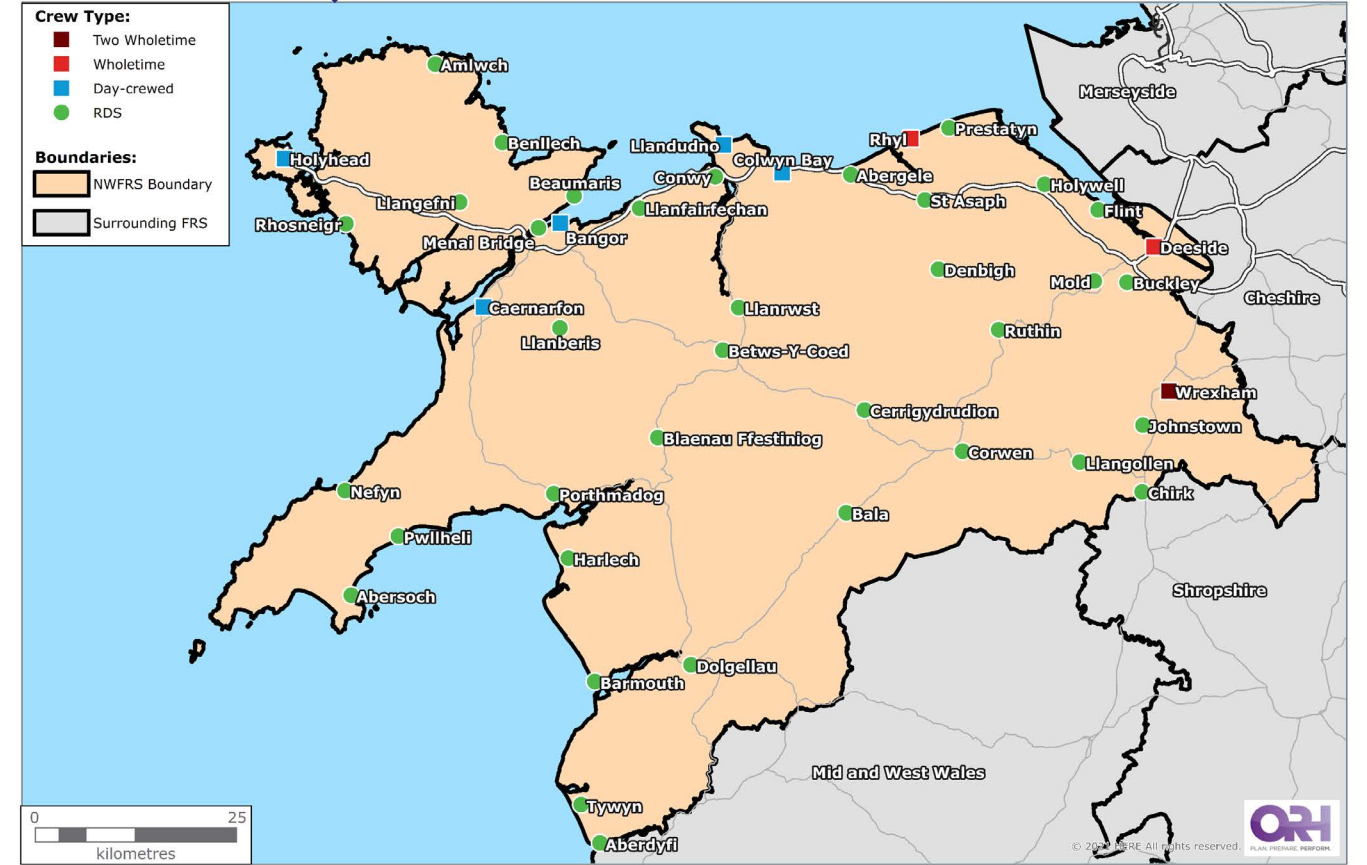 Crew Type:
Two Wholetime
Wholetime
Day-crewed
RDS
Boundaries:
NWFRS Boundary
Surrounding FRS
Amlwch
Merseyside
Benllech
Holyhead
Llandudno
Colwyn Bay
Rhyl
Prestatyn
Beaumaris
Conwy
Abergele
Holywell
Llangefni
Llanfairfechan
St Asaph
Flint
Rhosneigr
Menai Bridge
Bangor
Deeside
Denbigh
Mold
Buckley
Cheshire
Caernarfon
Llanrwst
Llanberis
Ruthin
Betws-Y-Coed
Wrexham
Cerrigydrudion
Johnstown
Blaenau Ffestiniog
Corwen
Llangollen
Nefyn
Porthmadog
Chirk
Bala
Pwllheli
Harlech
Abersoch
Shropshire
Dolgellau
Barmouth
Mid and West Wales
Tywyn
Aberdyfi
0 25
kilometres
ORH
PLAN. PREPARE. PERFORM.
© 2021 HERE All rights reserved.